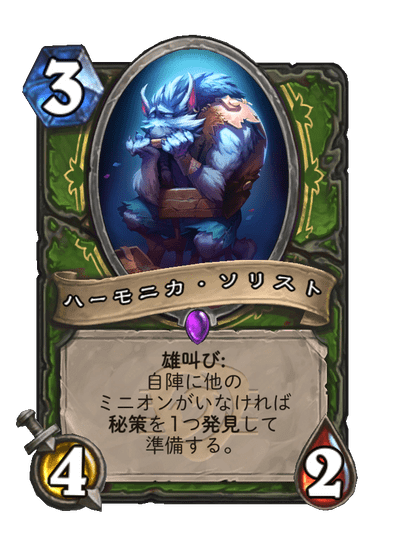 3
ハーモニカ・ソリスト
雄叫び:
自陣に他の
ミニオンがいなければ
秘策を1つ発見して
準備する。
4
2